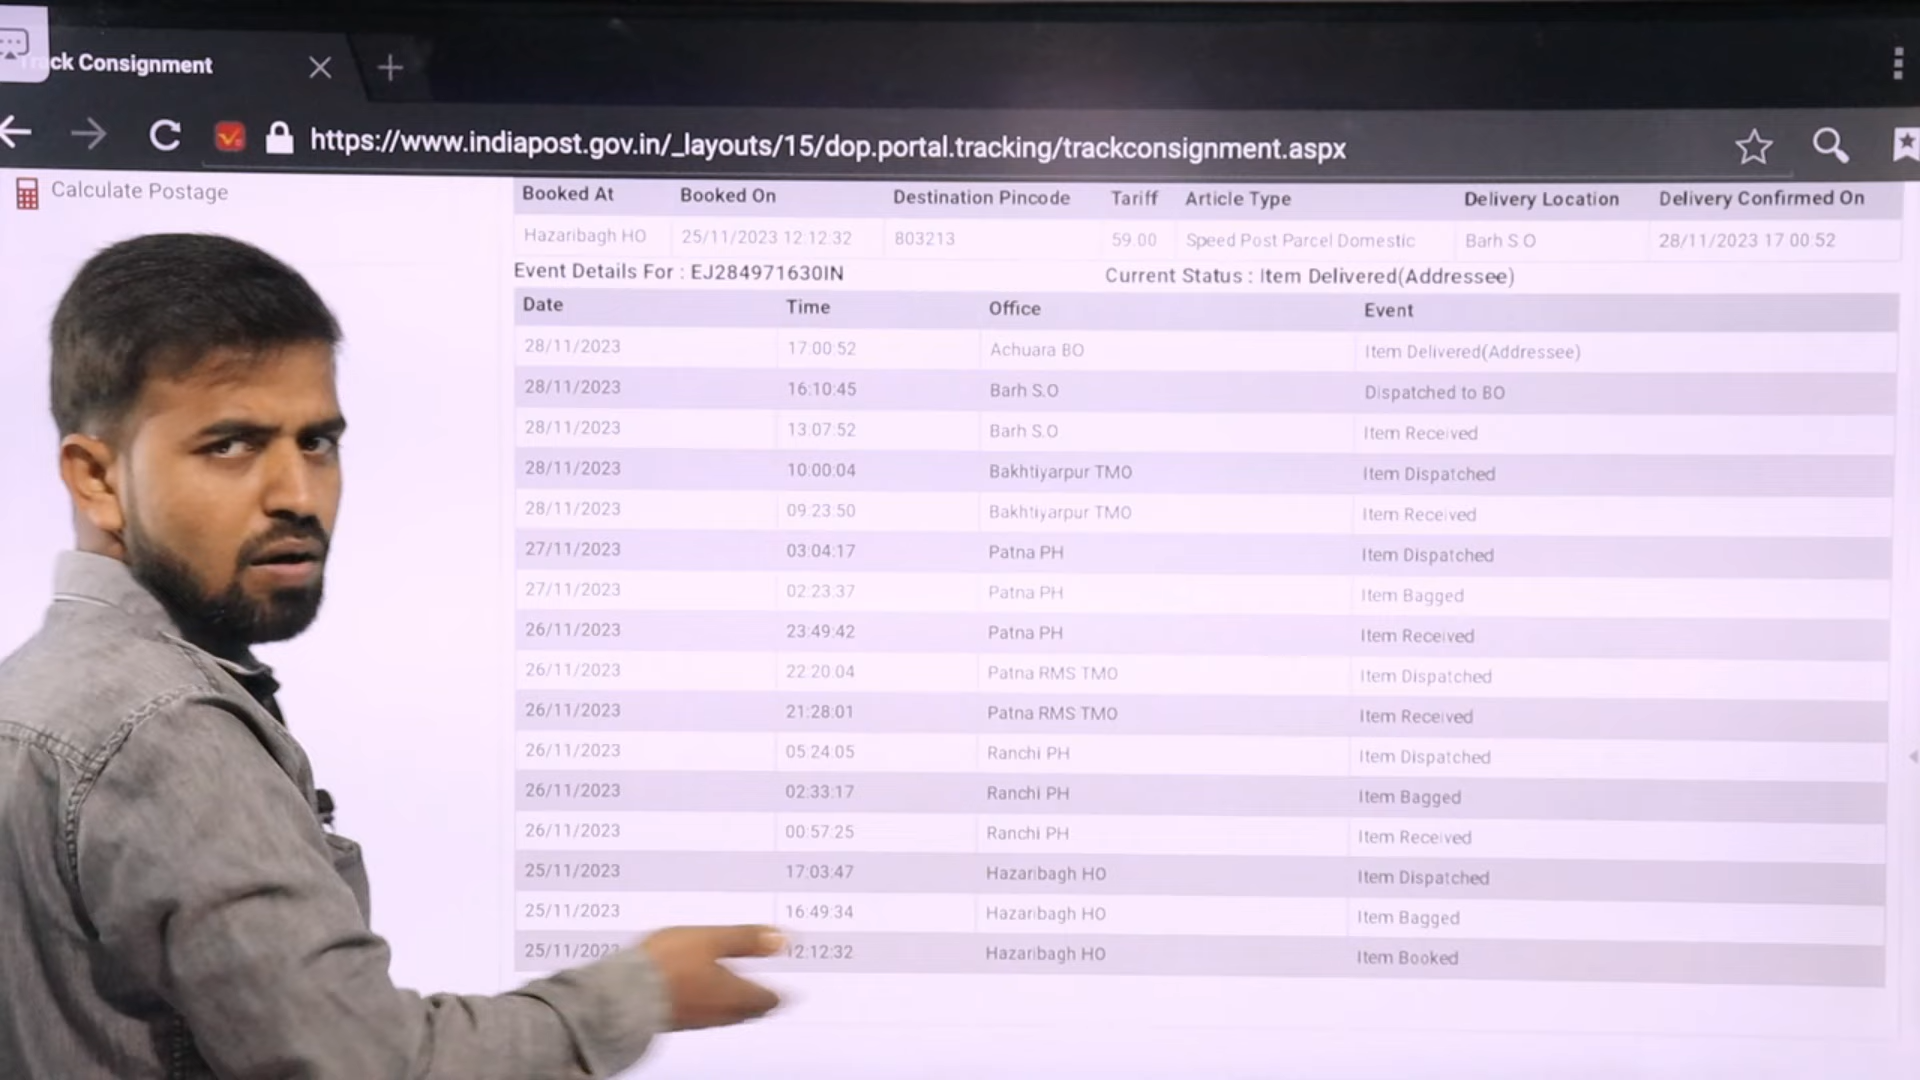 ck Consignment
https://www.indiapost.gov.in/_layouts/15/dop.portal.tracking/trackconsignment.aspx
Calculate Postage
Booked At Booked On Destination Pincode Tariff Article Type Delivery Location Delivery Confirmed On
Hazaribagh HO 25/11/2023 12:12:32 803213 59.00 Speed Post Parcel Domestic Barh S.O 28/11/2023 17:00:52
Event Details For : EJ284971630IN Current Status : Item Delivered(Addressee)
Date Time Office Event
28/11/2023 17:00:52 Achuara BO Item Delivered(Addressee)
28/11/2023 16:10:45 Barh S.O Dispatched to BO
28/11/2023 13:07:52 Barh S.O Item Received
28/11/2023 10:00:04 Bakhtiyarpur TMO Item Dispatched
28/11/2023 09:23:50 Bakhtiyarpur TMO Item Received
27/11/2023 03:04:17 Patna PH Item Dispatched
27/11/2023 02:23:37 Patna PH Item Bagged
26/11/2023 23:49:42 Patna PH Item Received
26/11/2023 22:20:04 Patna RMS TMO Item Dispatched
26/11/2023 21:28:01 Patna RMS TMO Item Received
26/11/2023 05:24:05 Ranchi PH Item Dispatched
26/11/2023 02:33:17 Ranchi PH Item Bagged
26/11/2023 00:57:25 Ranchi PH Item Received
25/11/2023 17:03:47 Hazaribagh HO Item Dispatched
25/11/2023 16:49:34 Hazaribagh HO Item Bagged
25/11/2023 12:12:32 Hazaribagh HO Item Booked